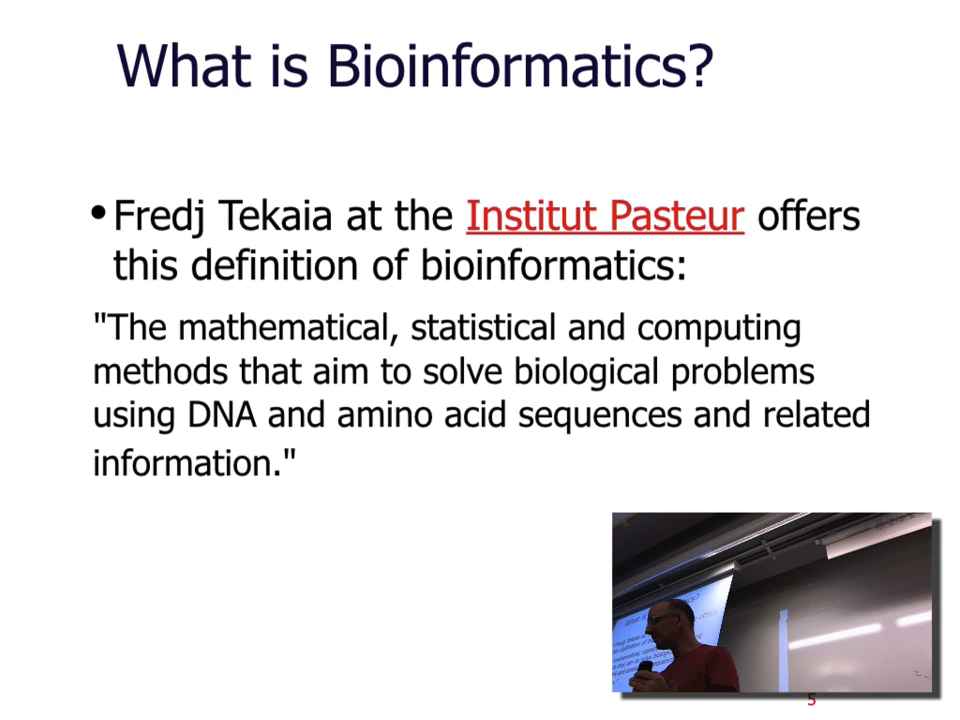 What is Bioinformatics?
•Fredj Tekaia at the Institut Pasteur offers
this definition of bioinformatics:
"The mathematical, statistical and computing
methods that aim to solve biological problems
using DNA and amino acid sequences and related
information."
5